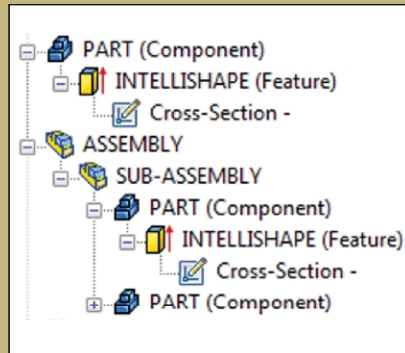 PART (Component)
INTELLISHAPE (Feature)
Cross-Section -
ASSEMBLY
SUB-ASSEMBLY
PART (Component)
INTELLISHAPE (Feature)
Cross-Section -
PART (Component)